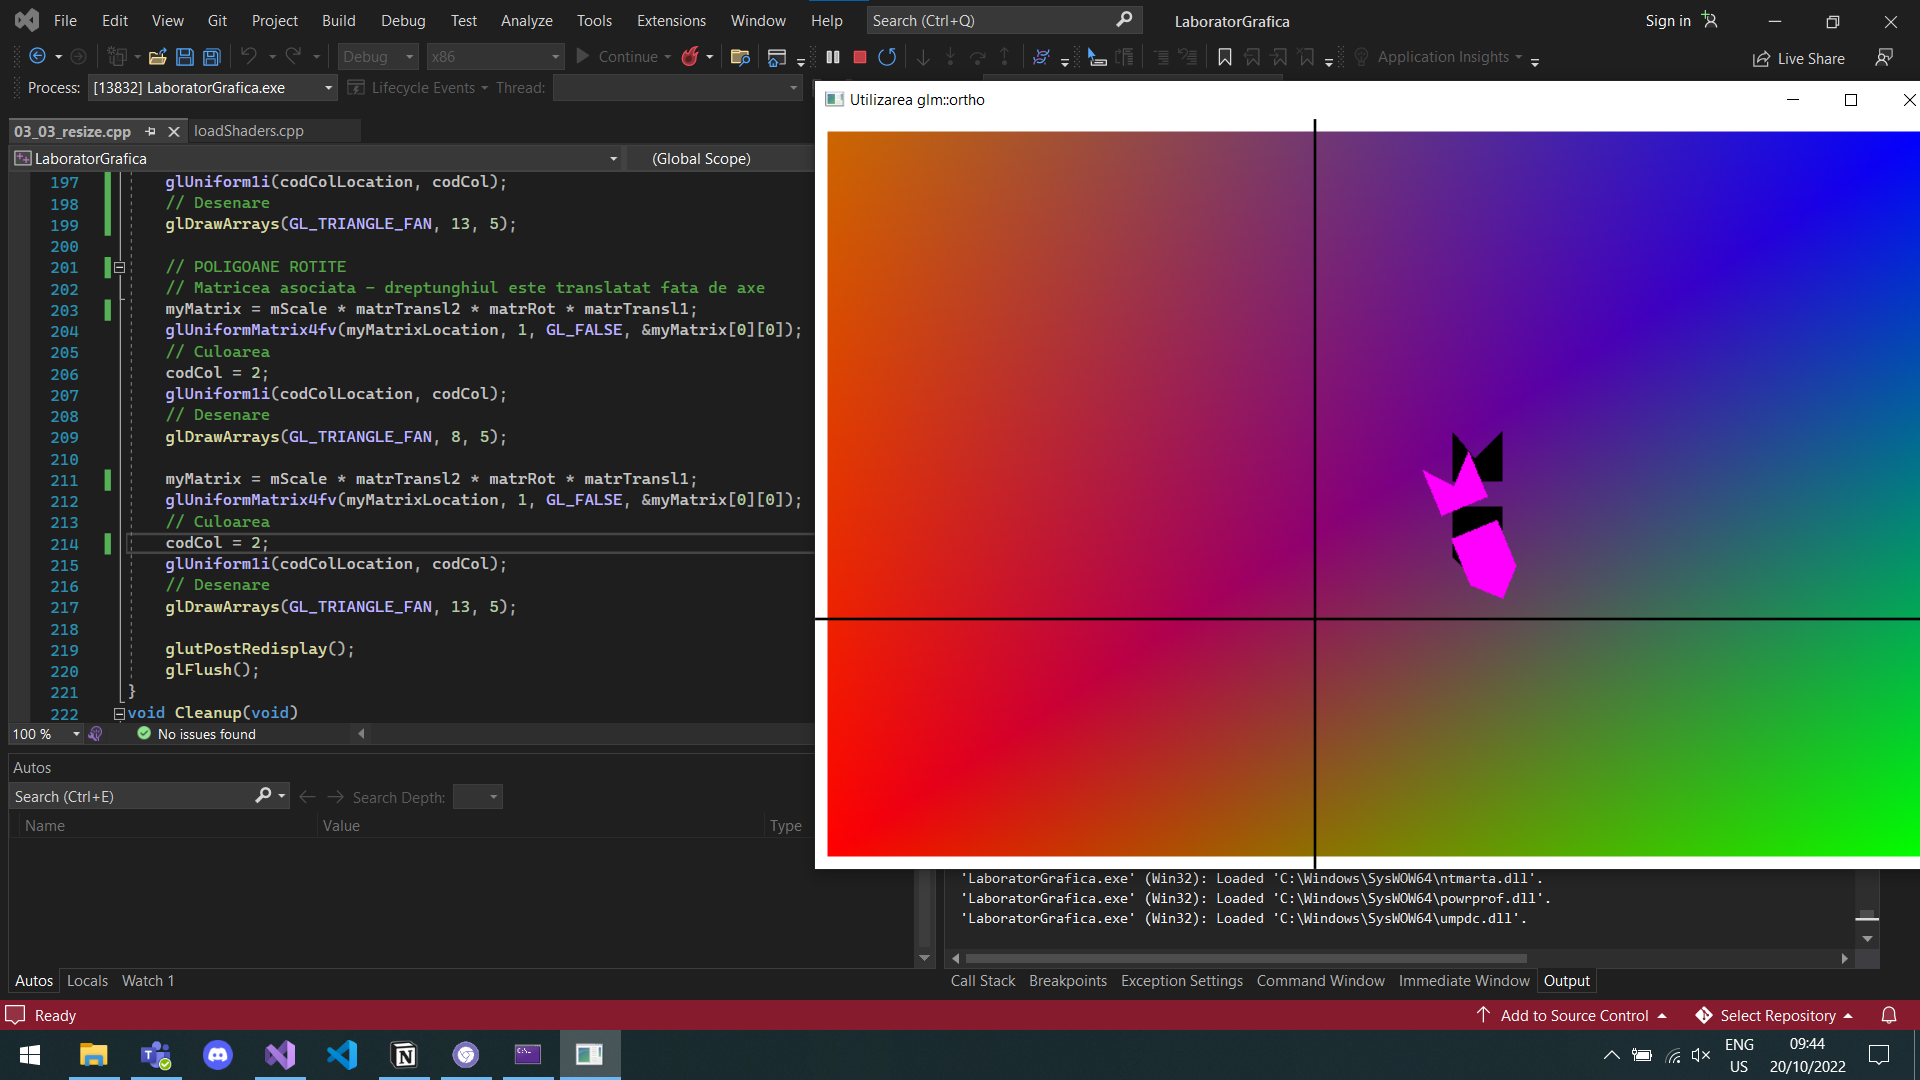 File Edit View Git Project Build Debug Test Analyze Tools Extensions Window Help Search (Ctrl+Q) LaboratorGrafica Sign in
Debug x86 Continue Application Insights Live Share
Process: [13832] LaboratorGrafica.exe Lifecycle Events Thread:
Utilizarea glm::ortho
03_03_resize.cpp loadShaders.cpp
LaboratorGrafica (Global Scope)
197 glUniform1i(codColLocation, codCol);
198 // Desenare
199 glDrawArrays(GL_TRIANGLE_FAN, 13, 5);
200
201 // POLIGOANE ROTITE
202 // Matricea asociata - dreptunghiul este translatat fata de axe
203 myMatrix = mScale * matrTransl2 * matrRot * matrTransl1;
204 glUniformMatrix4fv(myMatrixLocation, 1, GL_FALSE, &myMatrix[0][0]);
205 // Culoarea
206 codCol = 2;
207 glUniform1i(codColLocation, codCol);
208 // Desenare
209 glDrawArrays(GL_TRIANGLE_FAN, 8, 5);
210
211 myMatrix = mScale * matrTransl2 * matrRot * matrTransl1;
212 glUniformMatrix4fv(myMatrixLocation, 1, GL_FALSE, &myMatrix[0][0]);
213 // Culoarea
214 codCol = 2;
215 glUniform1i(codColLocation, codCol);
216 // Desenare
217 glDrawArrays(GL_TRIANGLE_FAN, 13, 5);
218
219 glutPostRedisplay();
220 glFlush();
221 }
222 void Cleanup(void)
100 % No issues found
Autos
Search (Ctrl+E) Search Depth:
Name Value Type
'LaboratorGrafica.exe' (Win32): Loaded 'C:\Windows\SysWOW64\ntmarta.dll'.
'LaboratorGrafica.exe' (Win32): Loaded 'C:\Windows\SysWOW64\powrprof.dll'.
'LaboratorGrafica.exe' (Win32): Loaded 'C:\Windows\SysWOW64\umpdc.dll'.
Autos Locals Watch 1 Call Stack Breakpoints Exception Settings Command Window Immediate Window Output
Ready Add to Source Control Select Repository
ENG 09:44
US 20/10/2022